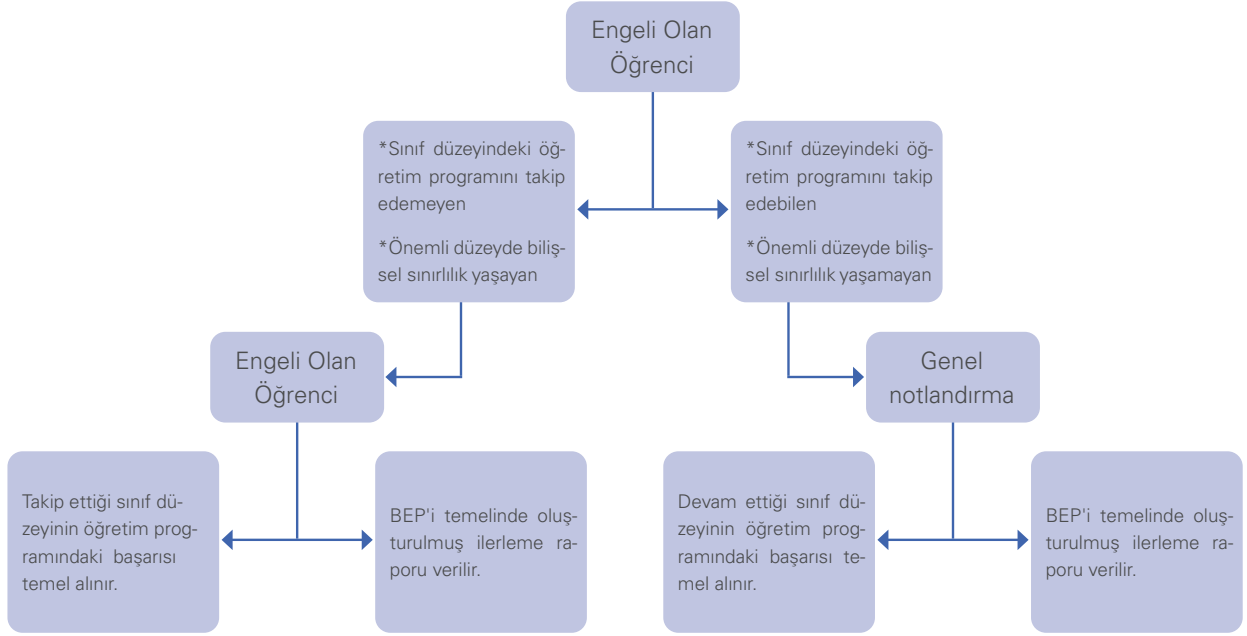 Engeli Olan
Öğrenci
*Sınıf düzeyindeki öğ-
retim programını takip
edemeyen
*Önemli düzeyde biliş-
sel sınırlılık yaşayan
*Sınıf düzeyindeki öğ-
retim programını takip
edebilen
*Önemli düzeyde biliş-
sel sınırlılık yaşamayan
Engeli Olan
Öğrenci
Genel
notlandırma
Takip ettiği sınıf dü-
zeyinin öğretim prog-
ramındaki başarısı
temel alınır.
BEP'i temelinde oluş-
turulmuş ilerleme ra-
poru verilir.
Devam ettiği sınıf dü-
zeyinin öğretim prog-
ramındaki başarısı te-
mel alınır.
BEP'i temelinde oluş-
turulmuş ilerleme ra-
poru verilir.